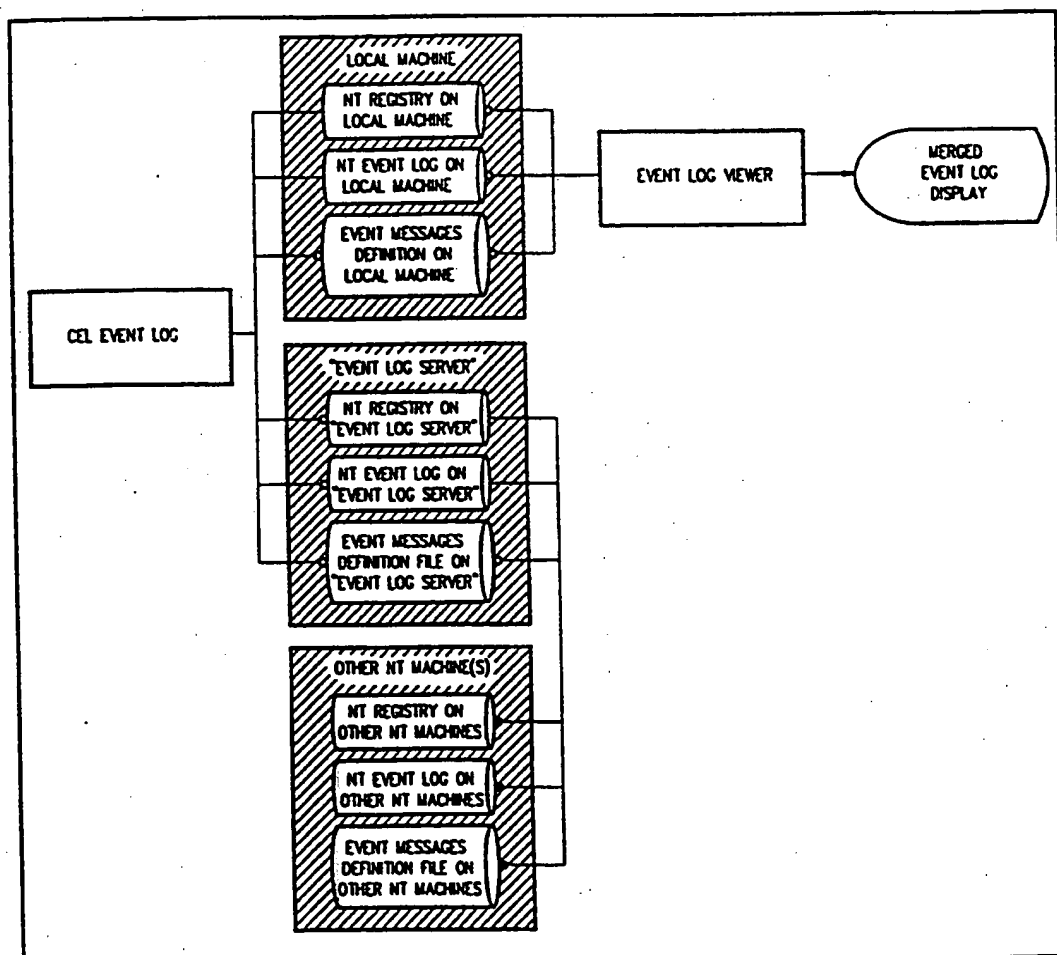 LOCAL MACHINE
NT REGISTRY ON
LOCAL MACHINE
NT EVENT LOG ON
LOCAL MACHINE
EVENT MESSAGES
DEFINITION ON
LOCAL MACHINE
EVENT LOG VIEWER
MERGED
EVENT LOG
DISPLAY
CEL EVENT LOG
"EVENT LOG SERVER"
NT REGISTRY ON
"EVENT LOG SERVER"
NT EVENT LOG ON
"EVENT LOG SERVER"
EVENT MESSAGES
DEFINITION FILE ON
"EVENT LOG SERVER"
OTHER NT MACHINE(S)
NT REGISTRY ON
OTHER NT MACHINES
NT EVENT LOG ON
OTHER NT MACHINES
EVENT MESSAGES
DEFINITION FILE ON
OTHER NT MACHINES